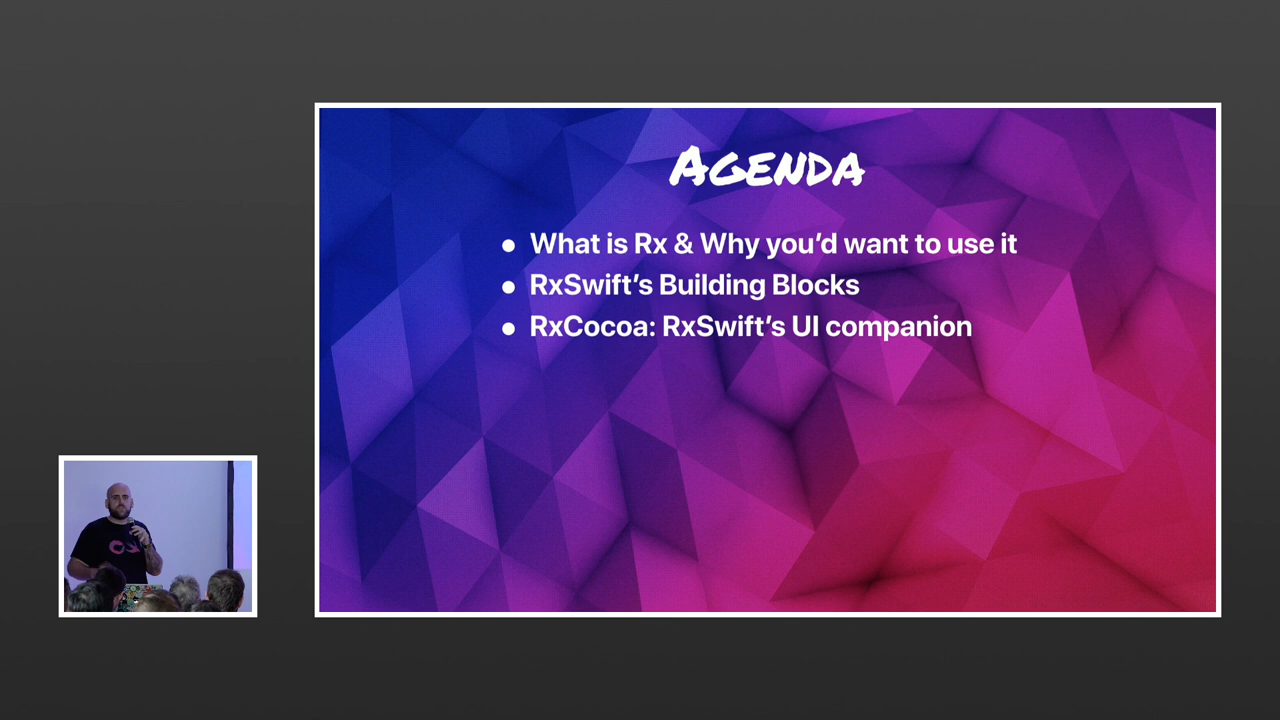 AGENDA
• What is Rx & Why you’d want to use it
• RxSwift’s Building Blocks
• RxCocoa: RxSwift’s UI companion